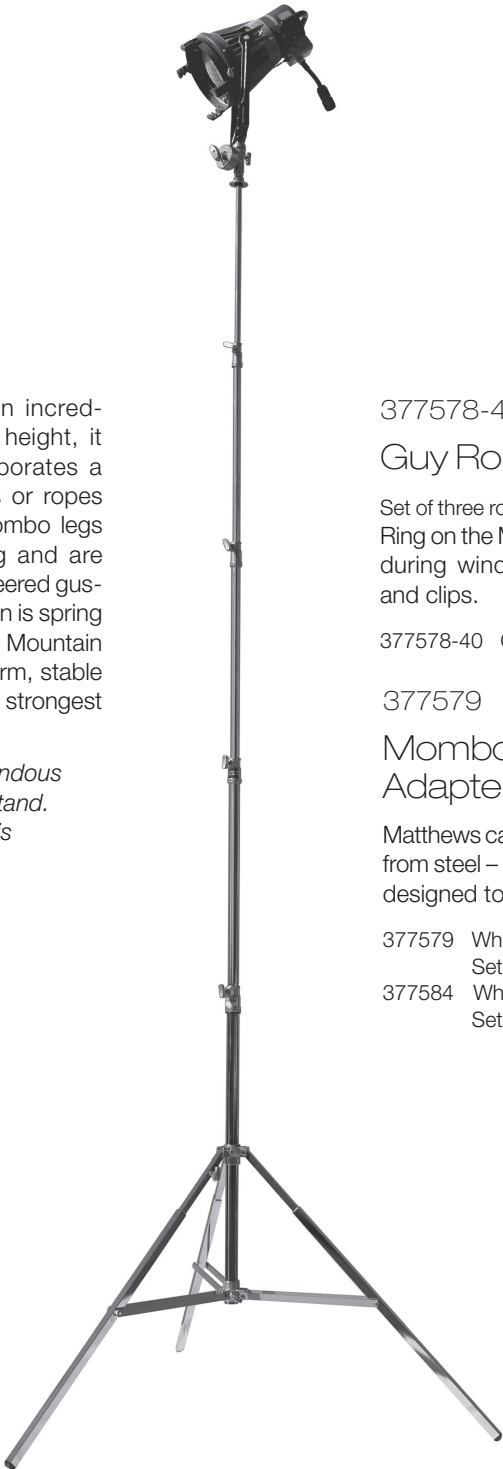 n incred-
height, it
porates a
or ropes
ombo legs
g and are
eered gus-
n is spring
Mountain
rm, stable
strongest
ndous
tand.
377578-4
Guy Ro
Set of three ro
Ring on the M
during wind
and clips.
377578-40
377579
Mombo
Adapte
Matthews ca
from steel –
designed to
377579 Wh
Set
377584 Wh
Set